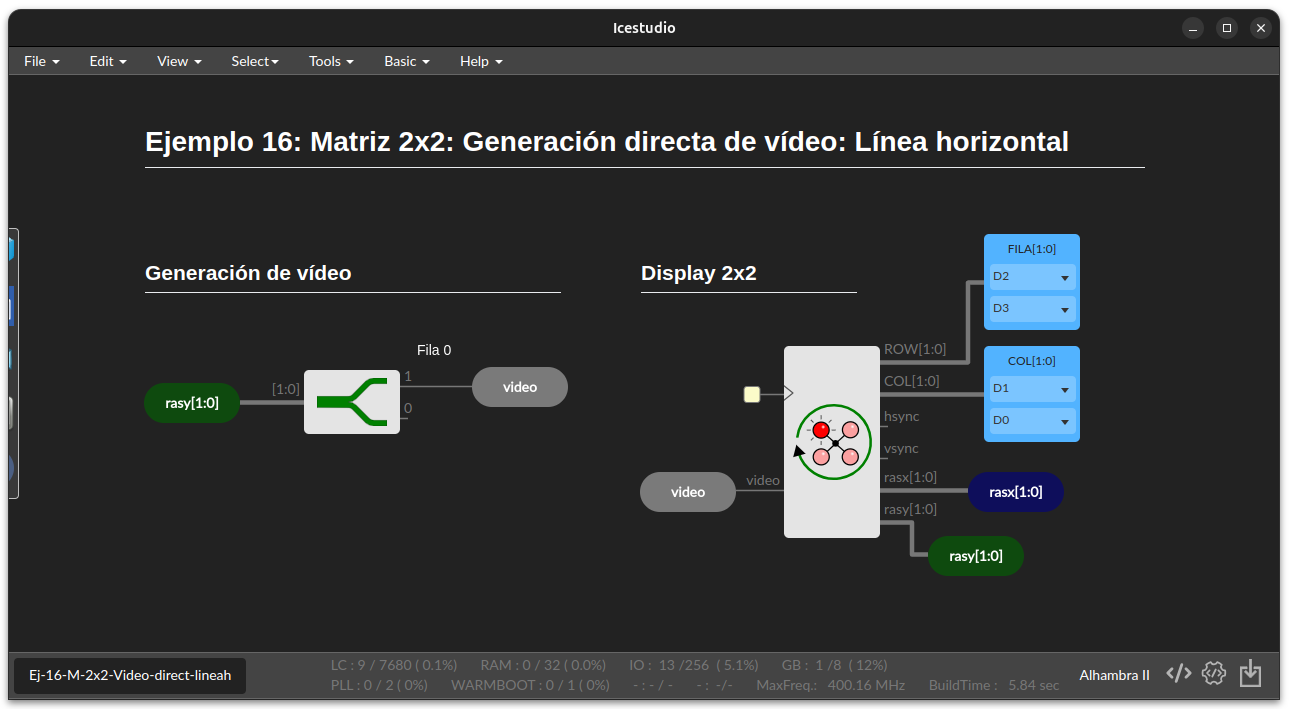 Icestudio
File Edit View Select Tools Basic Help
Ejemplo 16: Matriz 2x2: Generación directa de vídeo: Línea horizontal
Generación de vídeo
Fila 0
rasy[1:0]
[1:0]
1
0
video
Display 2x2
video
video
ROW[1:0]
COL[1:0]
hsync
vsync
rasx[1:0]
rasy[1:0]
FILA[1:0]
D2
D3
COL[1:0]
D1
D0
rasx[1:0]
rasy[1:0]
Ej-16-M-2x2-Video-direct-lineah
LC : 9 / 7680 ( 0.1%) RAM : 0 / 32 ( 0.0%) IO : 13 /256 ( 5.1%) GB : 1 /8 ( 12%)
PLL : 0 / 2 ( 0%) WARMBOOT : 0 / 1 ( 0%) - : - / - - : -/- MaxFreq.: 400.16 MHz BuildTime : 5.84 sec
Alhambra II